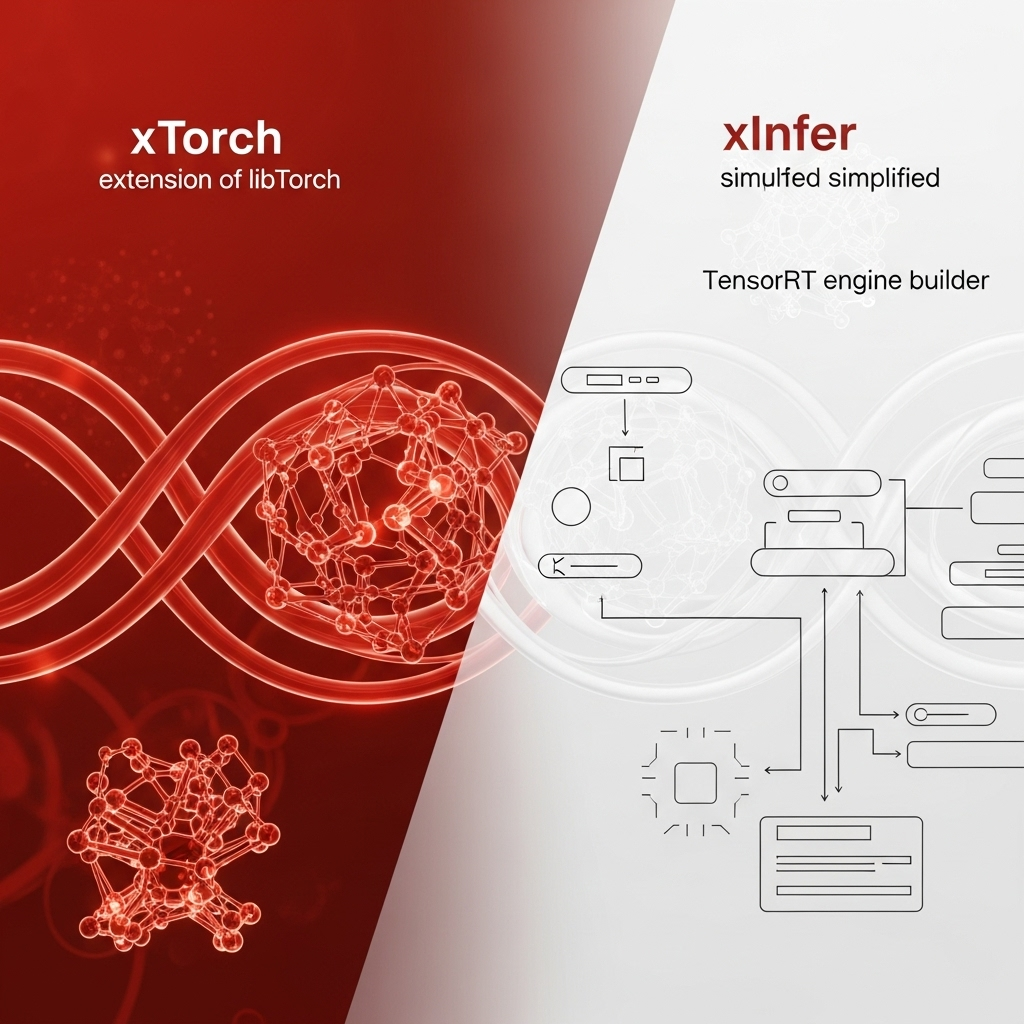 xTorch
extension of libTorch
xInfer
simulfed simplified
TensorRT engine builder